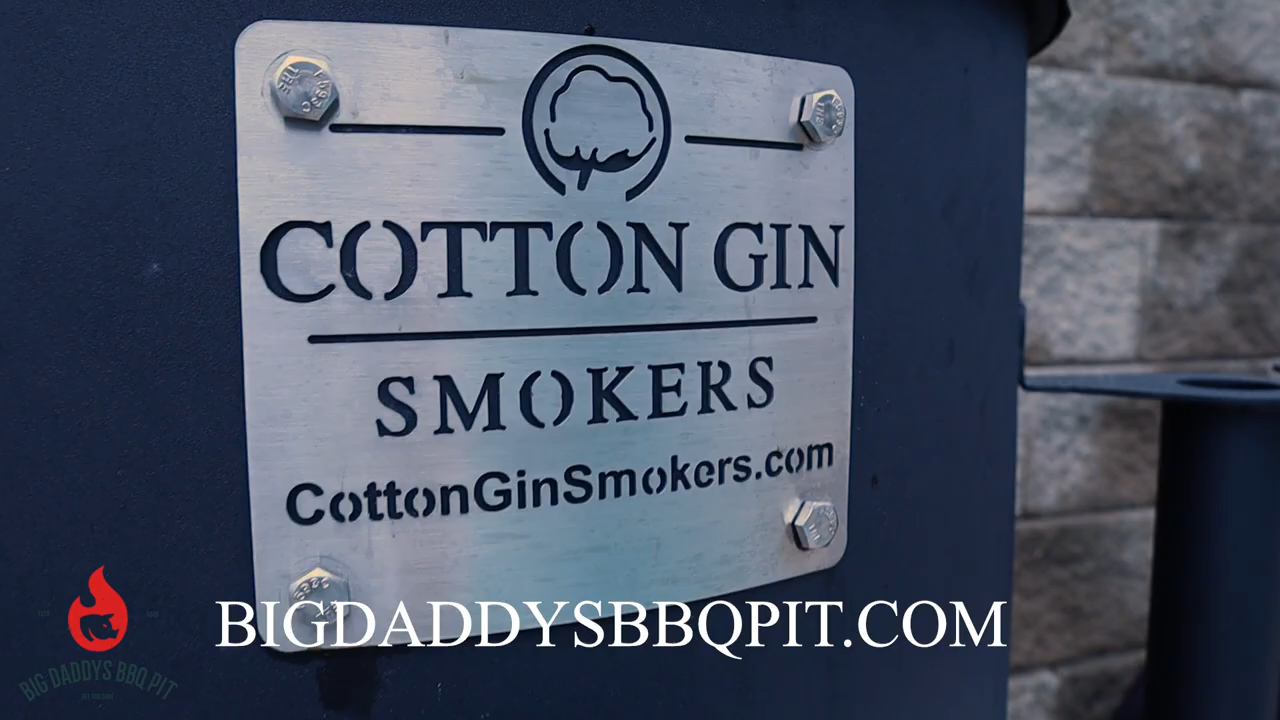 COTTON GIN
SMOKERS
CottonGinSmokers.com
BIGDADDYSBBQPIT.COM
BIG DADDYS BBQ PIT